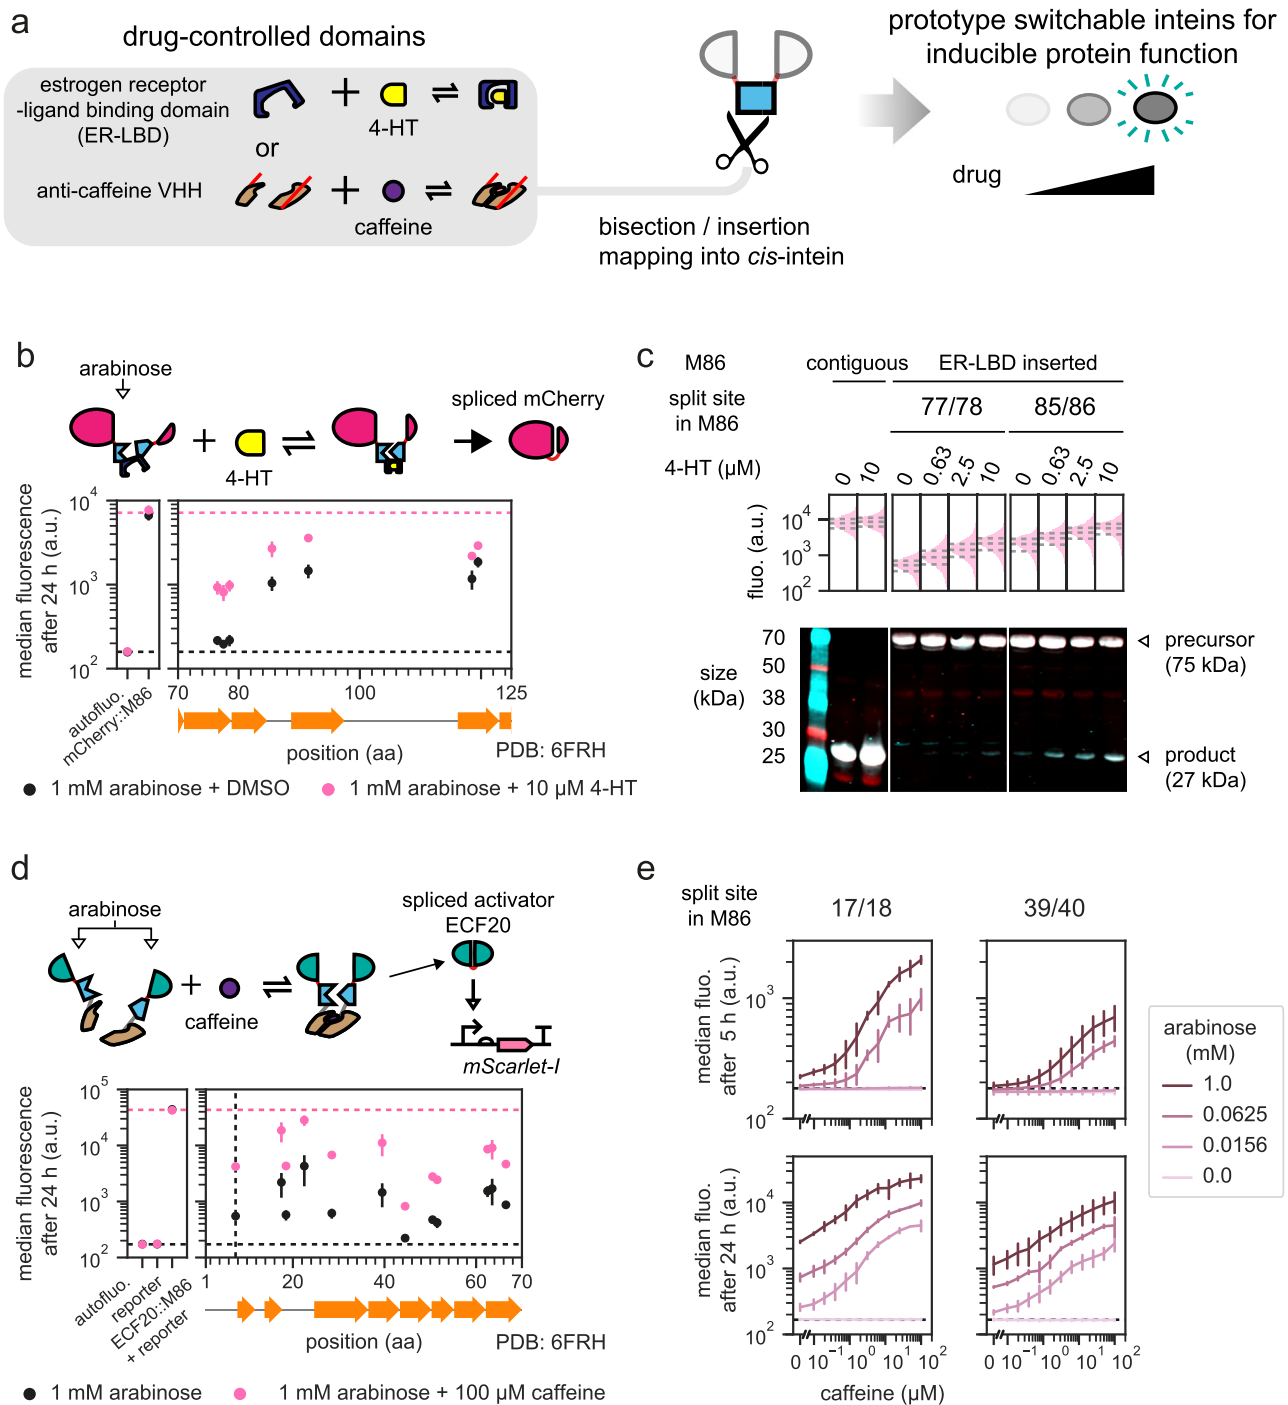 a
drug-controlled domains
estrogen receptor
-ligand binding domain
(ER-LBD)
+
⇌
4-HT
or
anti-caffeine VHH
+
⇌
caffeine
bisection / insertion
mapping into cis-intein
prototype switchable inteins for
inducible protein function
drug
b
arabinose
+
4-HT
⇌
spliced mCherry
median fluorescence
after 24 h (a.u.)
10^4
10^3
10^2
autofluo.
mCherry::M86
70
80
100
125
position (aa)
PDB: 6FRH
1 mM arabinose + DMSO
1 mM arabinose + 10 µM 4-HT
c
M86
contiguous
ER-LBD inserted
split site
in M86
77/78
85/86
4-HT (µM)
0
10
0
0.63
2.5
10
0
0.63
2.5
10
fluo. (a.u.)
10^4
10^3
10^2
size
(kDa)
70
50
38
30
25
precursor
(75 kDa)
product
(27 kDa)
d
arabinose
+
caffeine
⇌
spliced activator
ECF20
mScarlet-I
median fluorescence
after 24 h (a.u.)
10^5
10^4
10^3
10^2
autofluo.
reporter
ECF20::M86
+ reporter
1
20
40
60
70
position (aa)
PDB: 6FRH
1 mM arabinose
1 mM arabinose + 100 µM caffeine
e
split site
in M86
17/18
39/40
median fluo.
after 5 h (a.u.)
10^3
10^2
10^3
10^2
median fluo.
after 24 h (a.u.)
10^4
10^3
10^2
10^4
10^3
10^2
0
10^-1
10^0
10^1
10^2
0
10^-1
10^0
10^1
10^2
caffeine (µM)
arabinose
(mM)
1.0
0.0625
0.0156
0.0